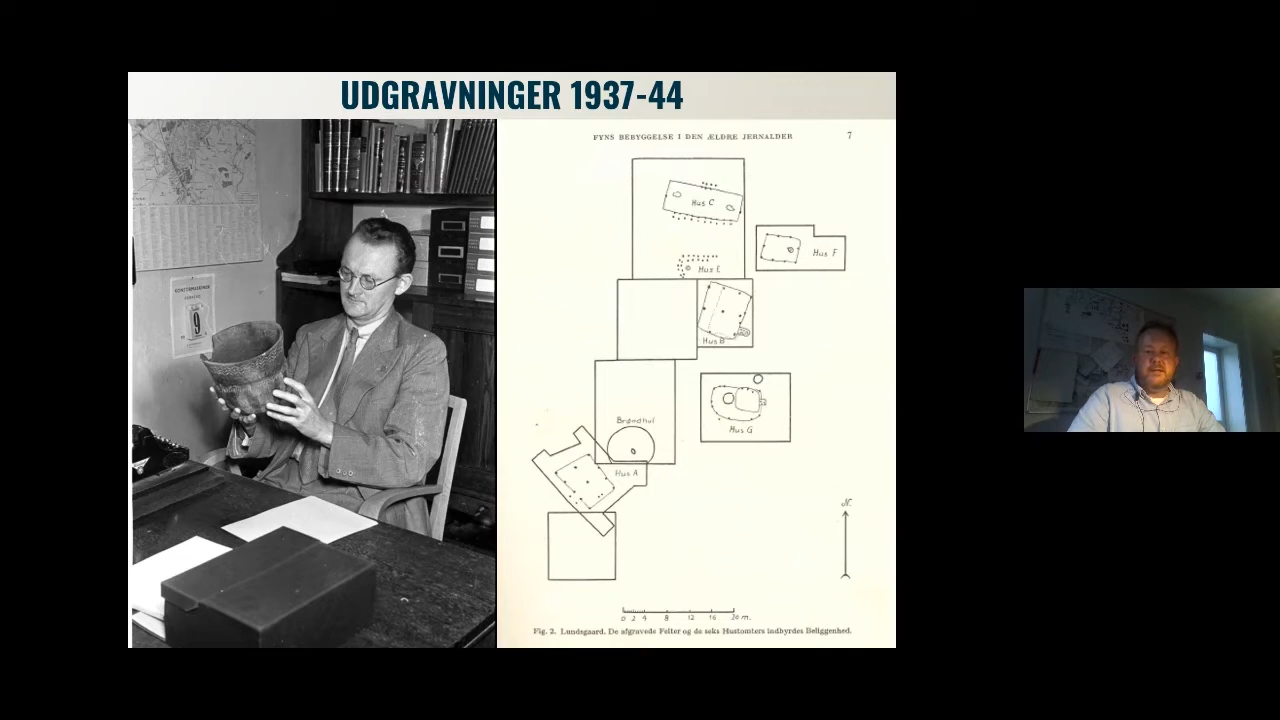 UDGRAVNINGER 1937-44
FYNS BEBYGGELSE I DEN ÆLDRE JERNALDER 7
Hus C
Hus F
Hus E
Hus B
Brøndhul
Hus G
Hus A
N.
0 2 4 8 12 16 20 m.
Fig. 2. Lundsgaard. De afgravede Felter og de seks Hustomters indbyrdes Beliggenhed.
9